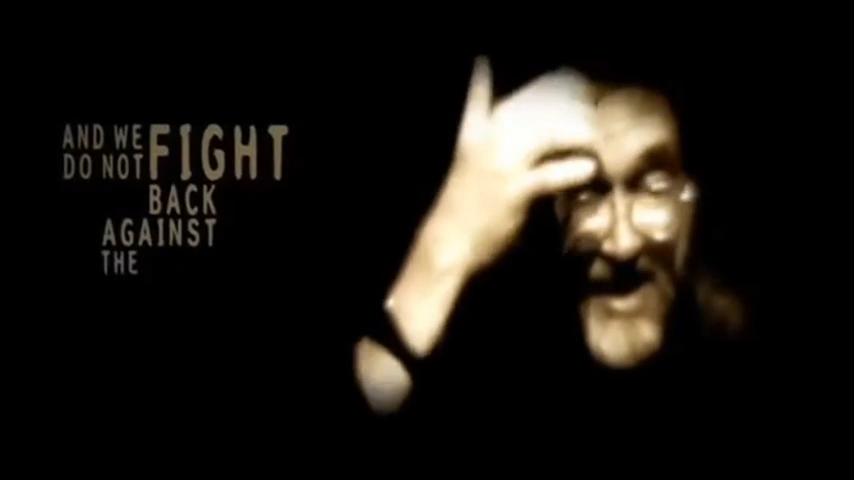 AND WE
DO NOT FIGHT
BACK
AGAINST
THE